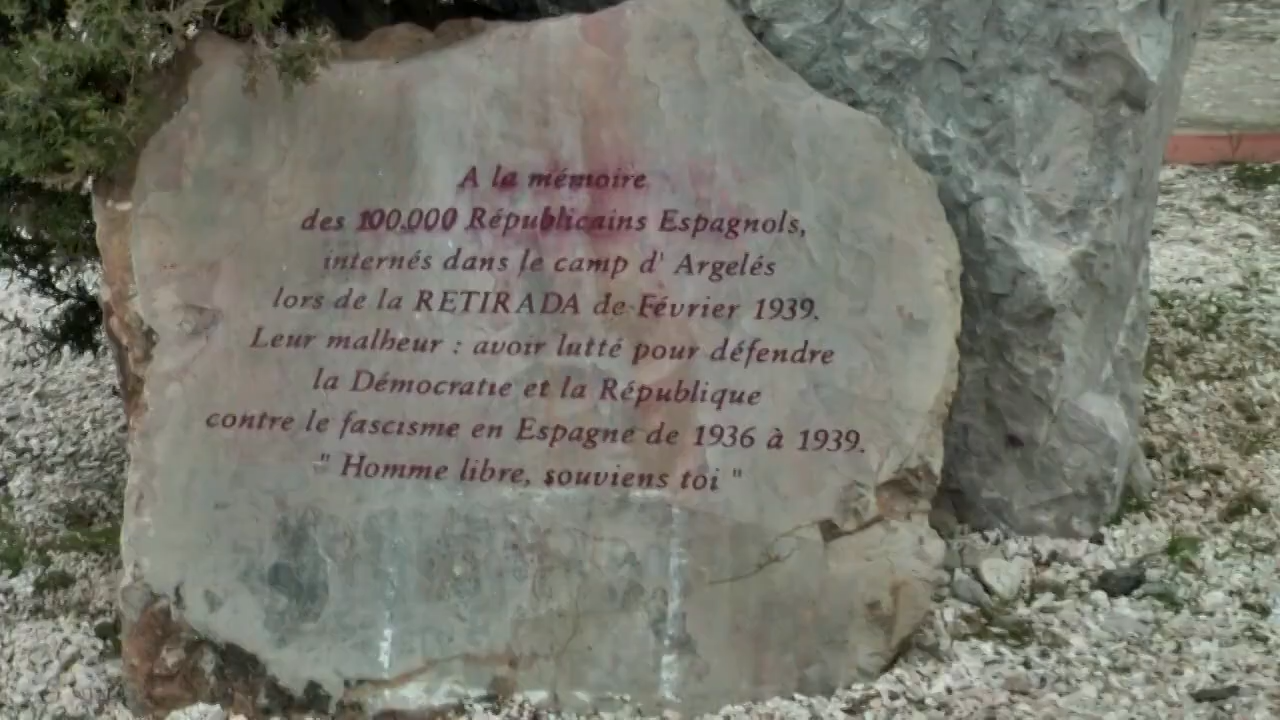 A la mémoire
des 100.000 Républicains Espagnols,
internés dans le camp d' Argelés
lors de la RETIRADA de Février 1939.
Leur malheur : avoir lutté pour défendre
la Démocratie et la République
contre le fascisme en Espagne de 1936 à 1939.
" Homme libre, souviens toi "